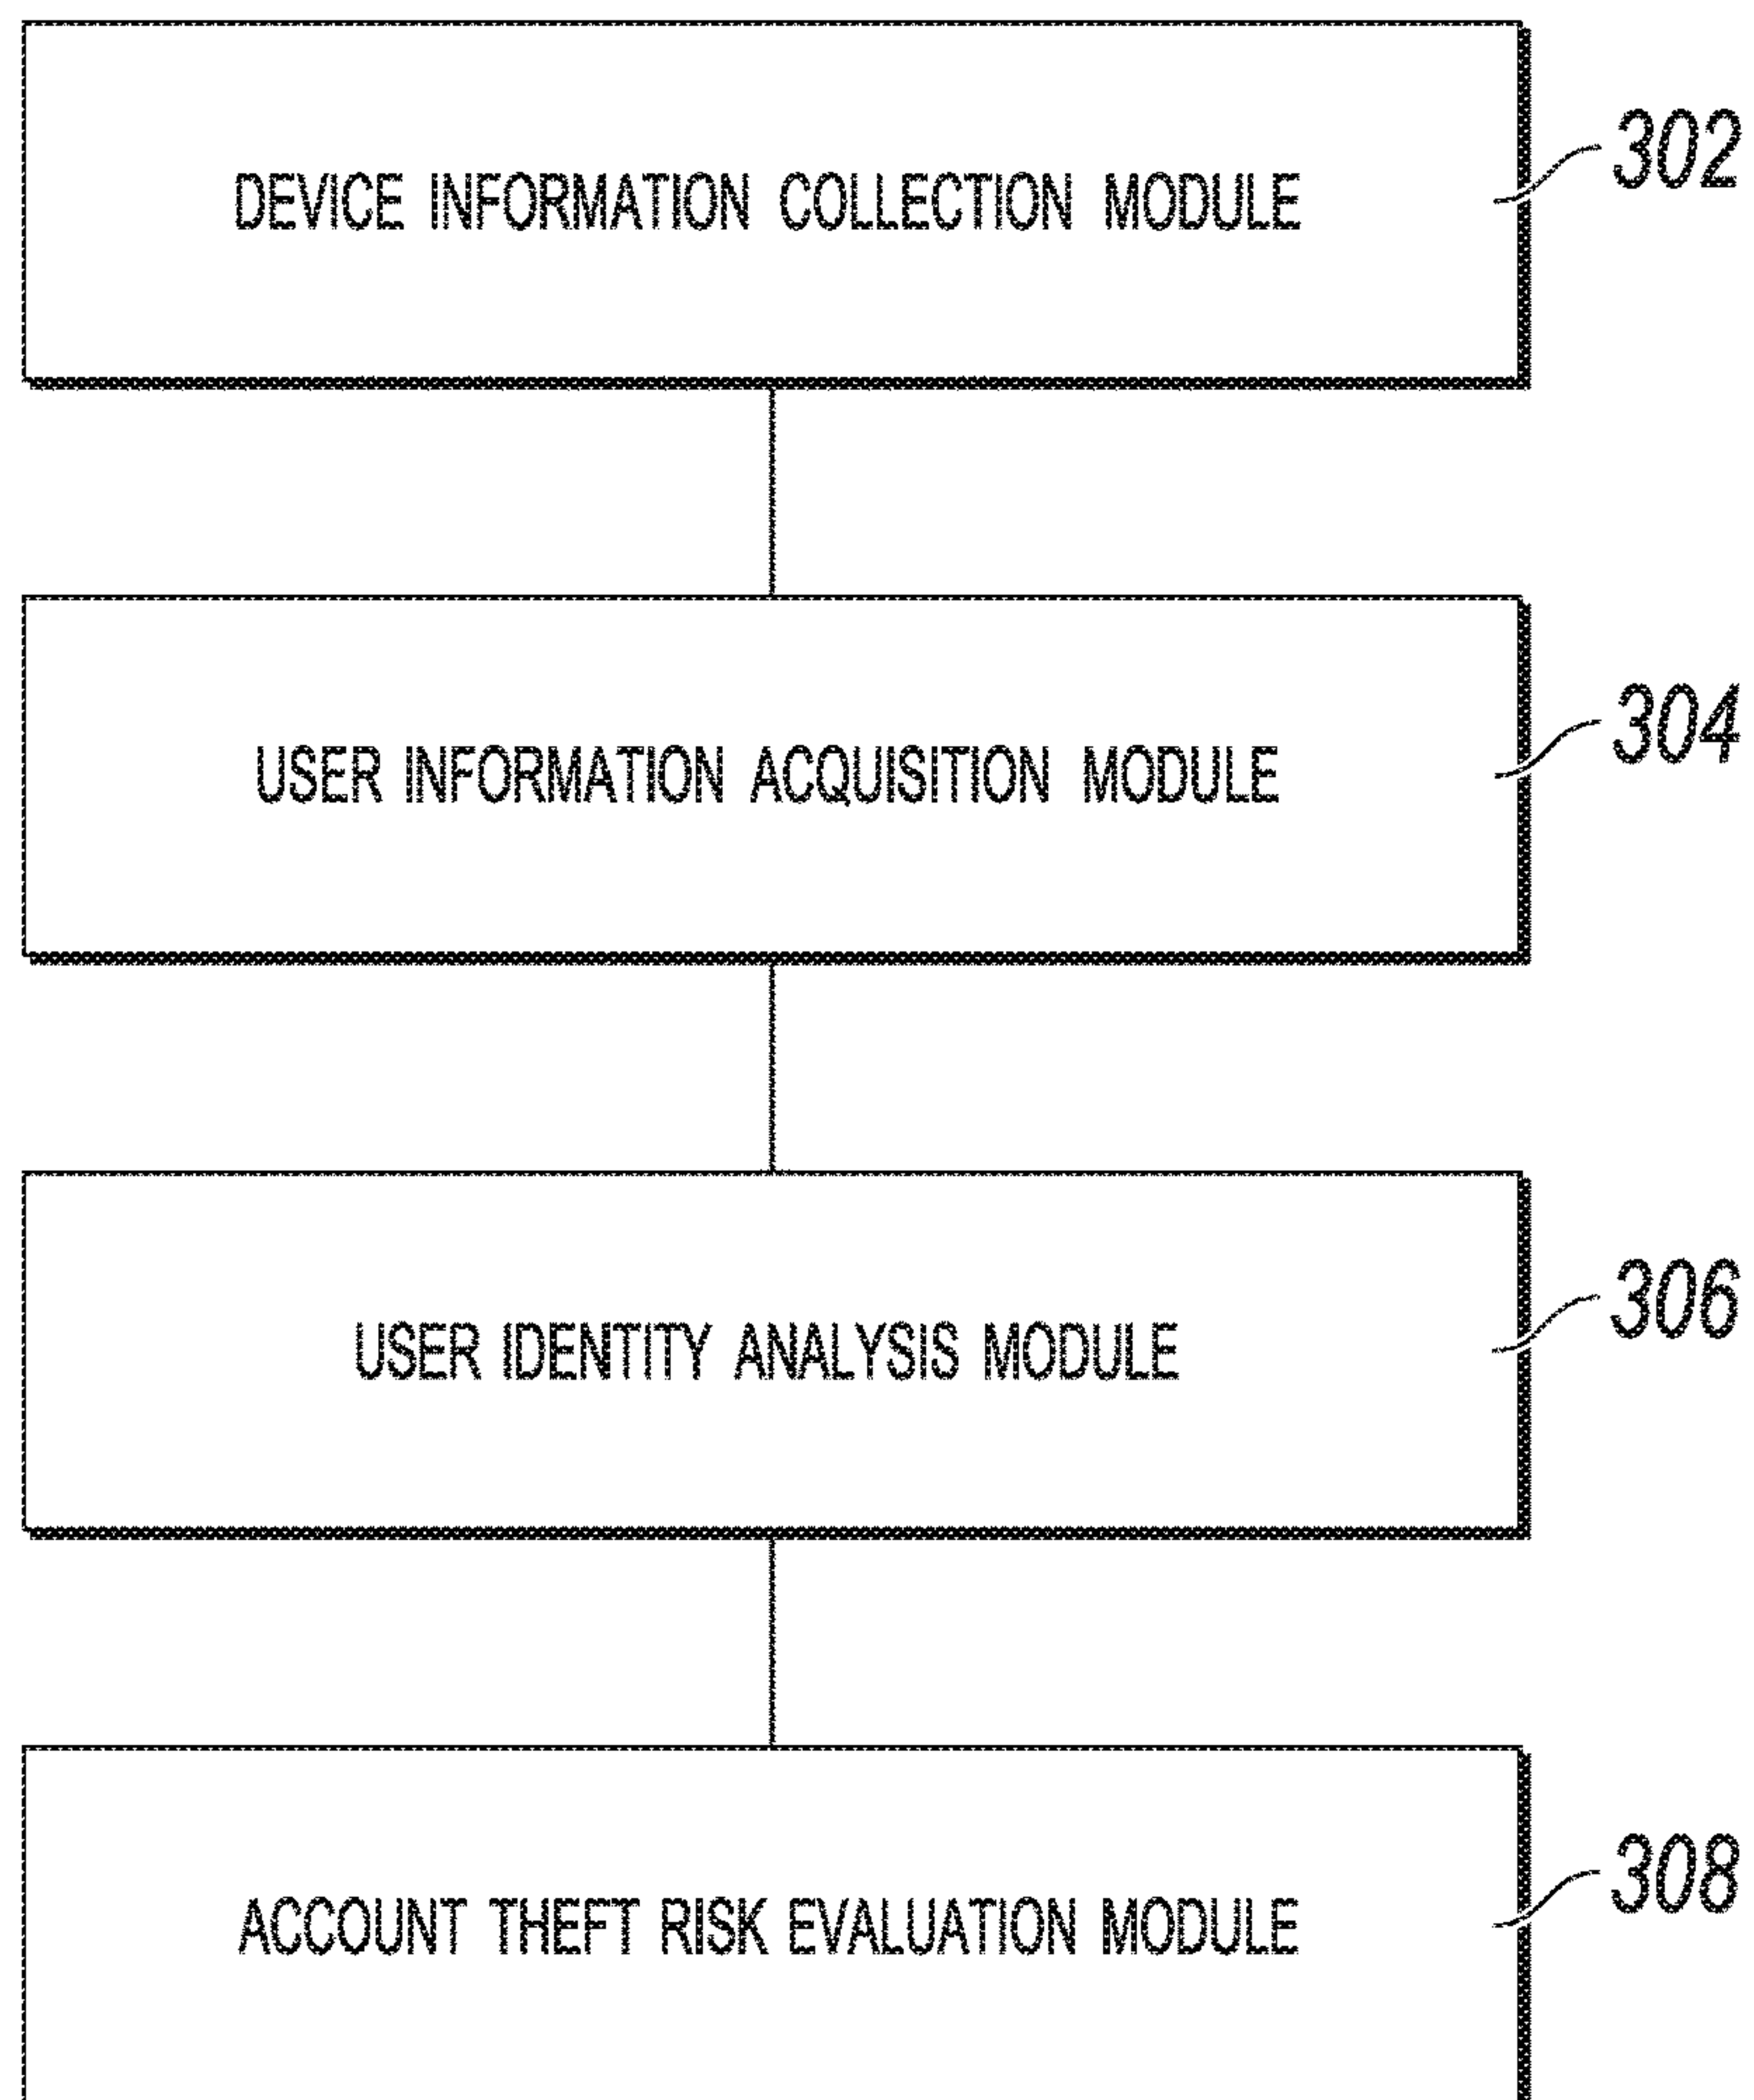 DEVICE INFORMATION COLLECTION MODULE
302
USER INFORMATION ACQUISITION MODULE
304
USER IDENTITY ANALYSIS MODULE
306
ACCOUNT THEFT RISK EVALUATION MODULE
308